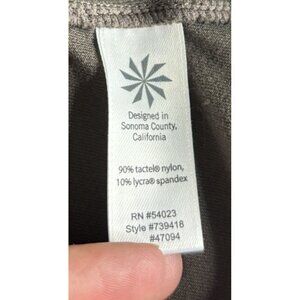 Designed in
Sonoma County,
California
90% tactel® nylon,
10% lycra® spandex
RN #54023
Style #739418
#47094